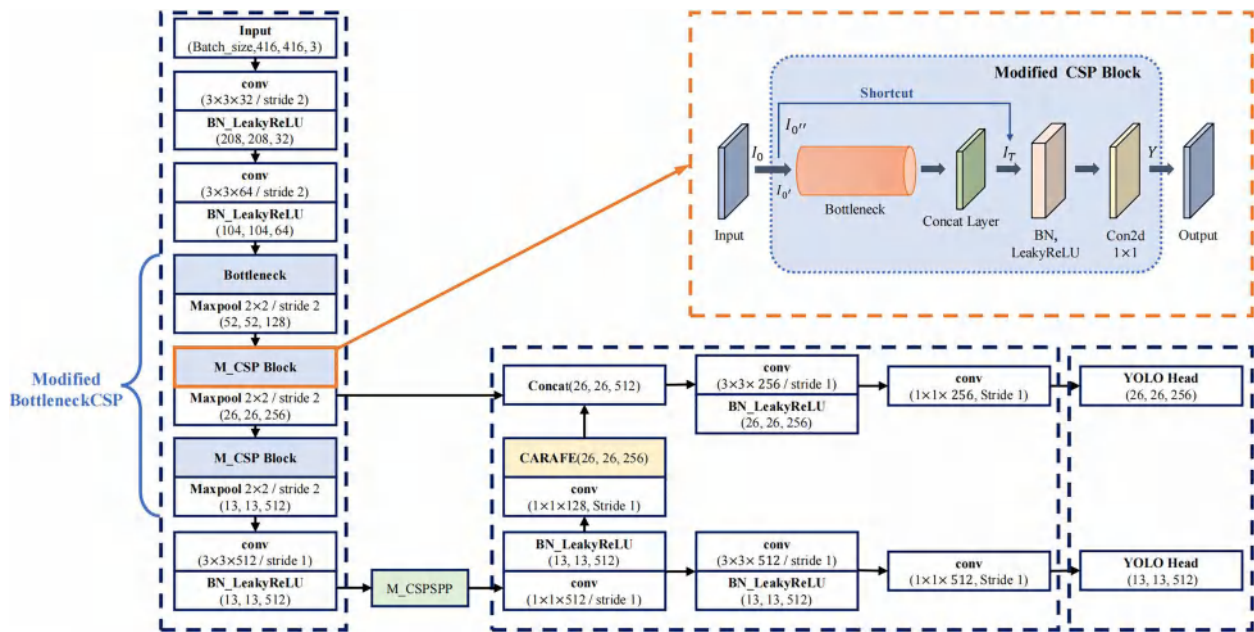 Input
(Batch_size,416, 416, 3)
conv
(3×3×32 / stride 2)
BN_LeakyReLU
(208, 208, 32)
conv
(3×3×64 / stride 2)
BN_LeakyReLU
(104, 104, 64)
Bottleneck
Maxpool 2×2 / stride 2
(52, 52, 128)
M_CSP Block
Maxpool 2×2 / stride 2
(26, 26, 256)
M_CSP Block
Maxpool 2×2 / stride 2
(13, 13, 512)
conv
(3×3×512 / stride 1)
BN_LeakyReLU
(13, 13, 512)
Modified
BottleneckCSP
M_CSPSPP
Modified CSP Block
Shortcut
I₀
I₀′′
I₀′
I_T
Y
Input
Bottleneck
Concat Layer
BN,
LeakyReLU
Con2d
1×1
Output
Concat(26, 26, 512)
CARAFE(26, 26, 256)
conv
(1×1×128, Stride 1)
BN_LeakyReLU
(13, 13, 512)
conv
(1×1×512 / stride 1)
conv
(3×3× 256 / stride 1)
BN_LeakyReLU
(26, 26, 256)
conv
(1×1× 256, Stride 1)
YOLO Head
(26, 26, 256)
conv
(3×3× 512 / stride 1)
BN_LeakyReLU
(13, 13, 512)
conv
(1×1× 512, Stride 1)
YOLO Head
(13, 13, 512)